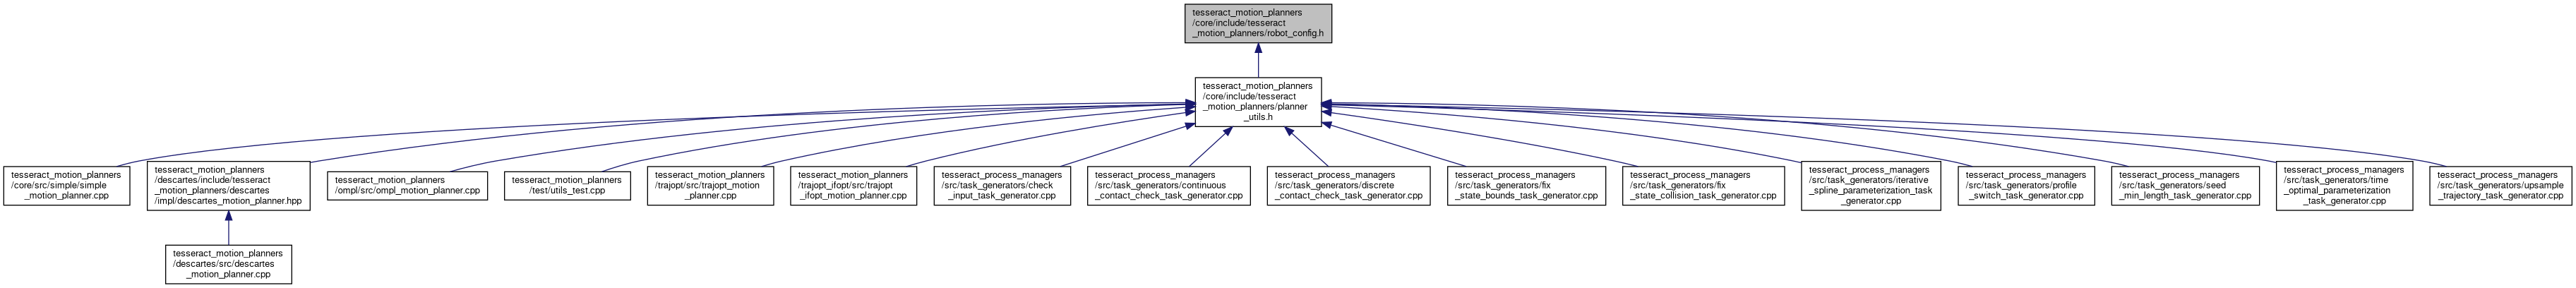 tesseract_motion_planners
/core/include/tesseract
_motion_planners/robot_config.h
tesseract_motion_planners
/core/include/tesseract
_motion_planners/planner
_utils.h
tesseract_motion_planners
/core/src/simple/simple
_motion_planner.cpp
tesseract_motion_planners
/descartes/include/tesseract
_motion_planners/descartes
/impl/descartes_motion_planner.hpp
tesseract_motion_planners
/ompl/src/ompl_motion_planner.cpp
tesseract_motion_planners
/test/utils_test.cpp
tesseract_motion_planners
/trajopt/src/trajopt_motion
_planner.cpp
tesseract_motion_planners
/trajopt_ifopt/src/trajopt
_ifopt_motion_planner.cpp
tesseract_process_managers
/src/task_generators/check
_input_task_generator.cpp
tesseract_process_managers
/src/task_generators/continuous
_contact_check_task_generator.cpp
tesseract_process_managers
/src/task_generators/discrete
_contact_check_task_generator.cpp
tesseract_process_managers
/src/task_generators/fix
_state_bounds_task_generator.cpp
tesseract_process_managers
/src/task_generators/fix
_state_collision_task_generator.cpp
tesseract_process_managers
/src/task_generators/iterative
_spline_parameterization_task
_generator.cpp
tesseract_process_managers
/src/task_generators/profile
_switch_task_generator.cpp
tesseract_process_managers
/src/task_generators/seed
_min_length_task_generator.cpp
tesseract_process_managers
/src/task_generators/time
_optimal_parameterization
_task_generator.cpp
tesseract_process_managers
/src/task_generators/upsample
_trajectory_task_generator.cpp
tesseract_motion_planners
/descartes/src/descartes
_motion_planner.cpp